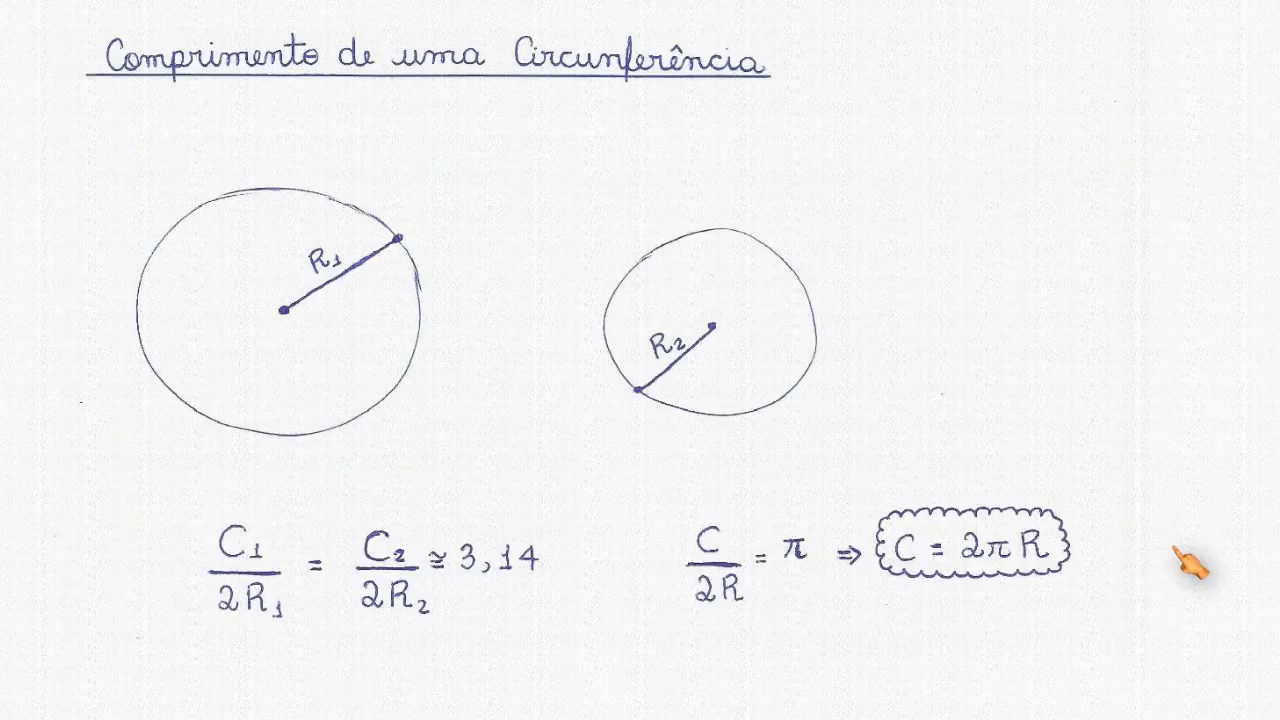 Comprimento de uma Circunferência
R1
R2
C1/2R1 = C2/2R2 ≅ 3,14
C/2R = π ⇒ C = 2πR